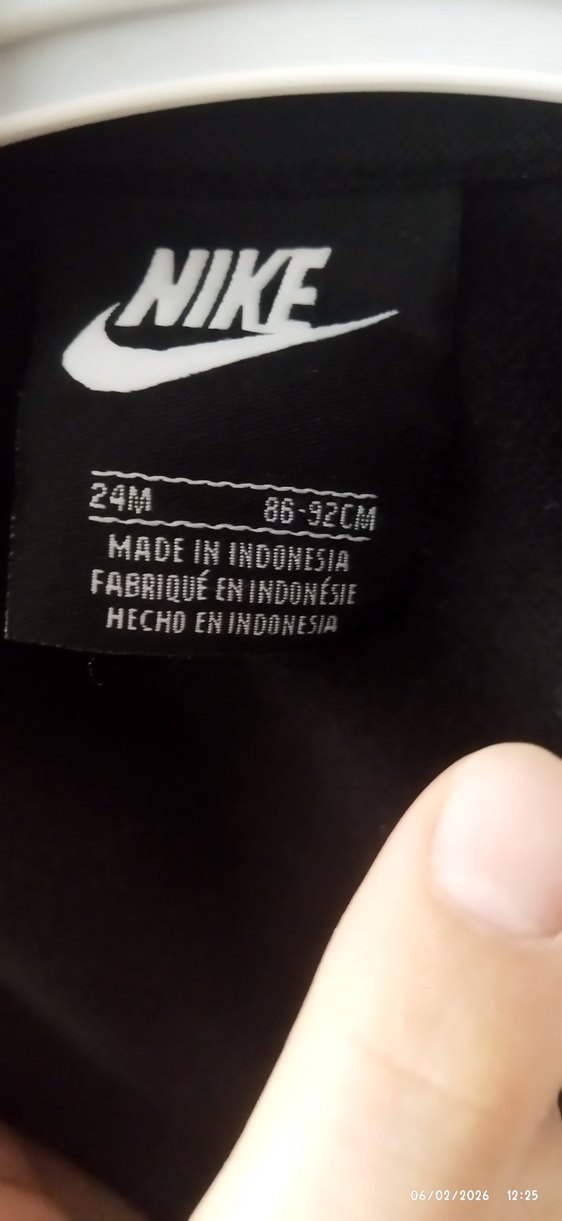 NIKE
24M 86-92CM
MADE IN INDONESIA
FABRIQUÉ EN INDONÉSIE
HECHO EN INDONESIA
06/02/2026 12:25